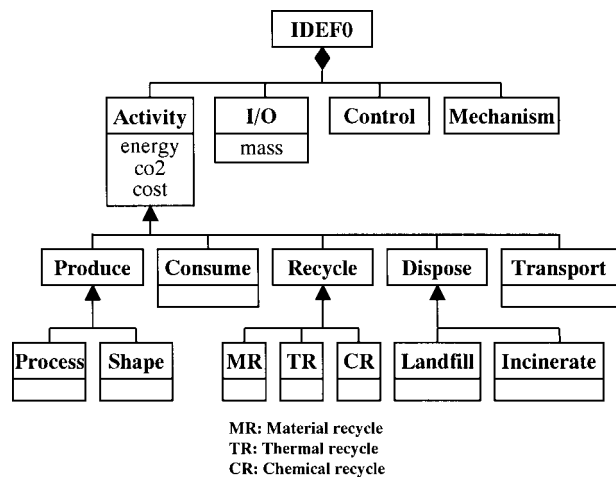 IDEF0
Activity I/O Control Mechanism
energy mass
co2
cost
Produce Consume Recycle Dispose Transport
Process Shape MR TR CR Landfill Incinerate
MR: Material recycle
TR: Thermal recycle
CR: Chemical recycle